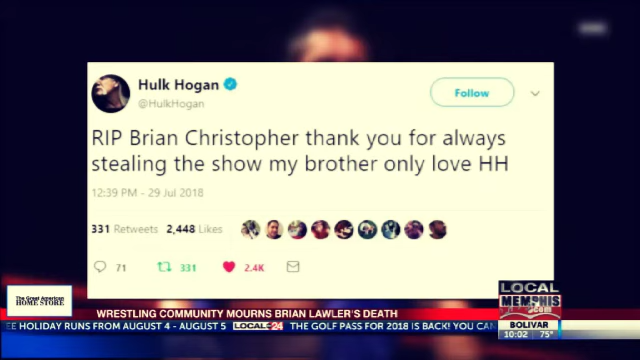 Hulk Hogan
@HulkHogan
Follow
RIP Brian Christopher thank you for always
stealing the show my brother only love HH
12:39 PM - 29 Jul 2018
331 Retweets 2,448 Likes
71 331 2.4K
The Great American
HOME STORE
WRESTLING COMMUNITY MOURNS BRIAN LAWLER'S DEATH
LOCAL
MEMPHIS
.com
EE HOLIDAY RUNS FROM AUGUST 4 - AUGUST 5 LOCAL 24 THE GOLF PASS FOR 2018 IS BACK! YOU CAN
BOLIVAR
10:02 75°